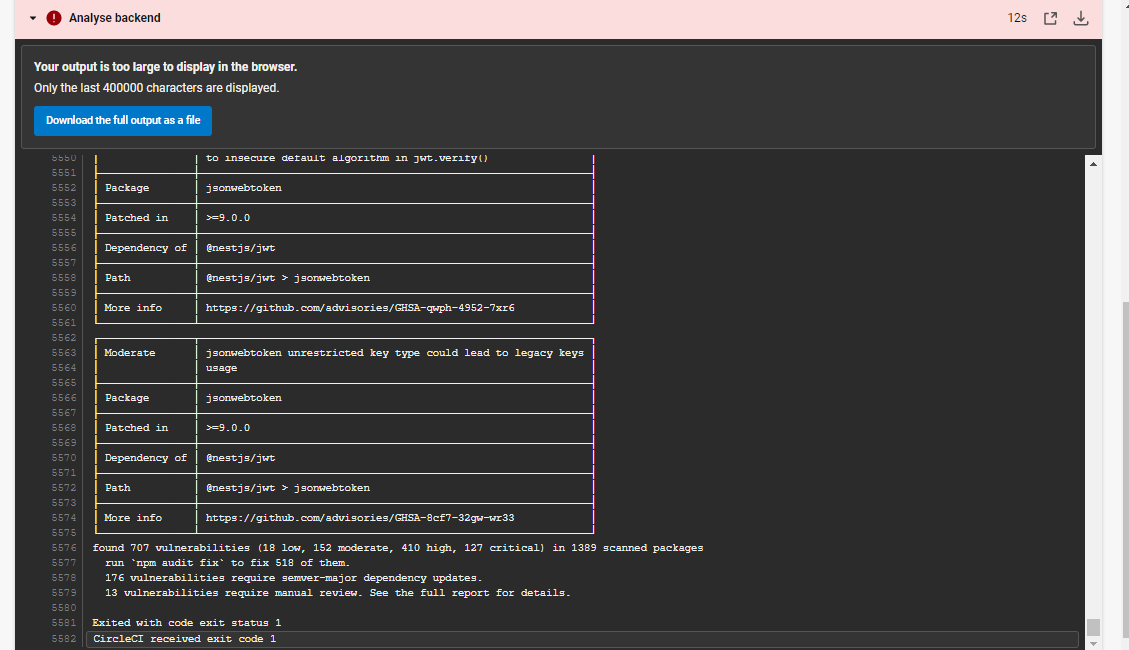 Analyse backend 12s
Your output is too large to display in the browser.
Only the last 400000 characters are displayed.
Download the full output as a file
5550 to insecure default algorithm in jwt.verify()
5551
5552 Package jsonwebtoken
5553
5554 Patched in >=9.0.0
5555
5556 Dependency of @nestjs/jwt
5557
5558 Path @nestjs/jwt > jsonwebtoken
5559
5560 More info https://github.com/advisories/GHSA-qwph-4952-7xr6
5561
5562
5563 Moderate jsonwebtoken unrestricted key type could lead to legacy keys
5564 usage
5565
5566 Package jsonwebtoken
5567
5568 Patched in >=9.0.0
5569
5570 Dependency of @nestjs/jwt
5571
5572 Path @nestjs/jwt > jsonwebtoken
5573
5574 More info https://github.com/advisories/GHSA-8cf7-32gw-wr33
5575
5576 found 707 vulnerabilities (18 low, 152 moderate, 410 high, 127 critical) in 1389 scanned packages
5577 run `npm audit fix` to fix 518 of them.
5578 176 vulnerabilities require semver-major dependency updates.
5579 13 vulnerabilities require manual review. See the full report for details.
5580
5581 Exited with code exit status 1
5582 CircleCI received exit code 1